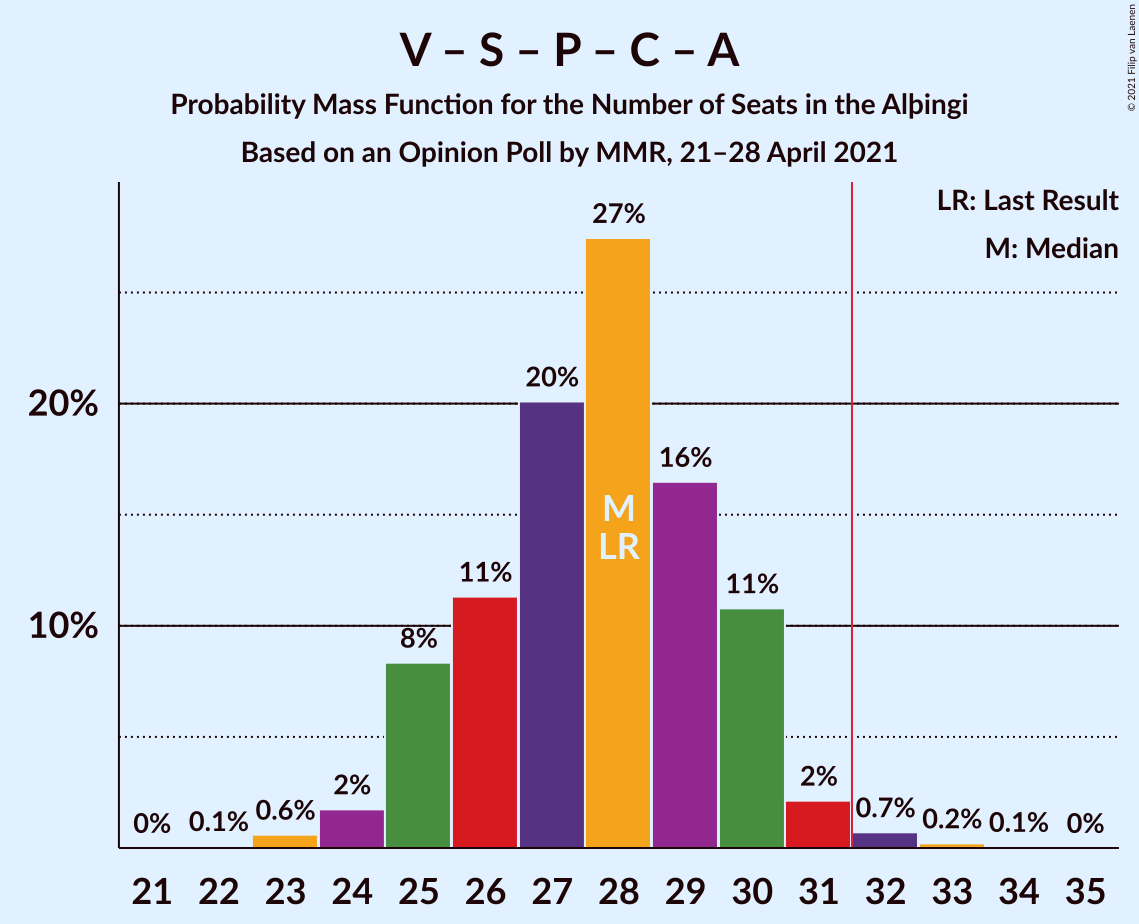 V – S – P – C – A
Probability Mass Function for the Number of Seats in the Alþingi
Based on an Opinion Poll by MMR, 21–28 April 2021
© 2021 Filip van Laenen
LR: Last Result
M: Median
20%
10%
0%
0.1%
0.6%
2%
8%
11%
20%
27%
16%
11%
2%
0.7%
0.2%
0.1%
0%
M
LR
21 22 23 24 25 26 27 28 29 30 31 32 33 34 35